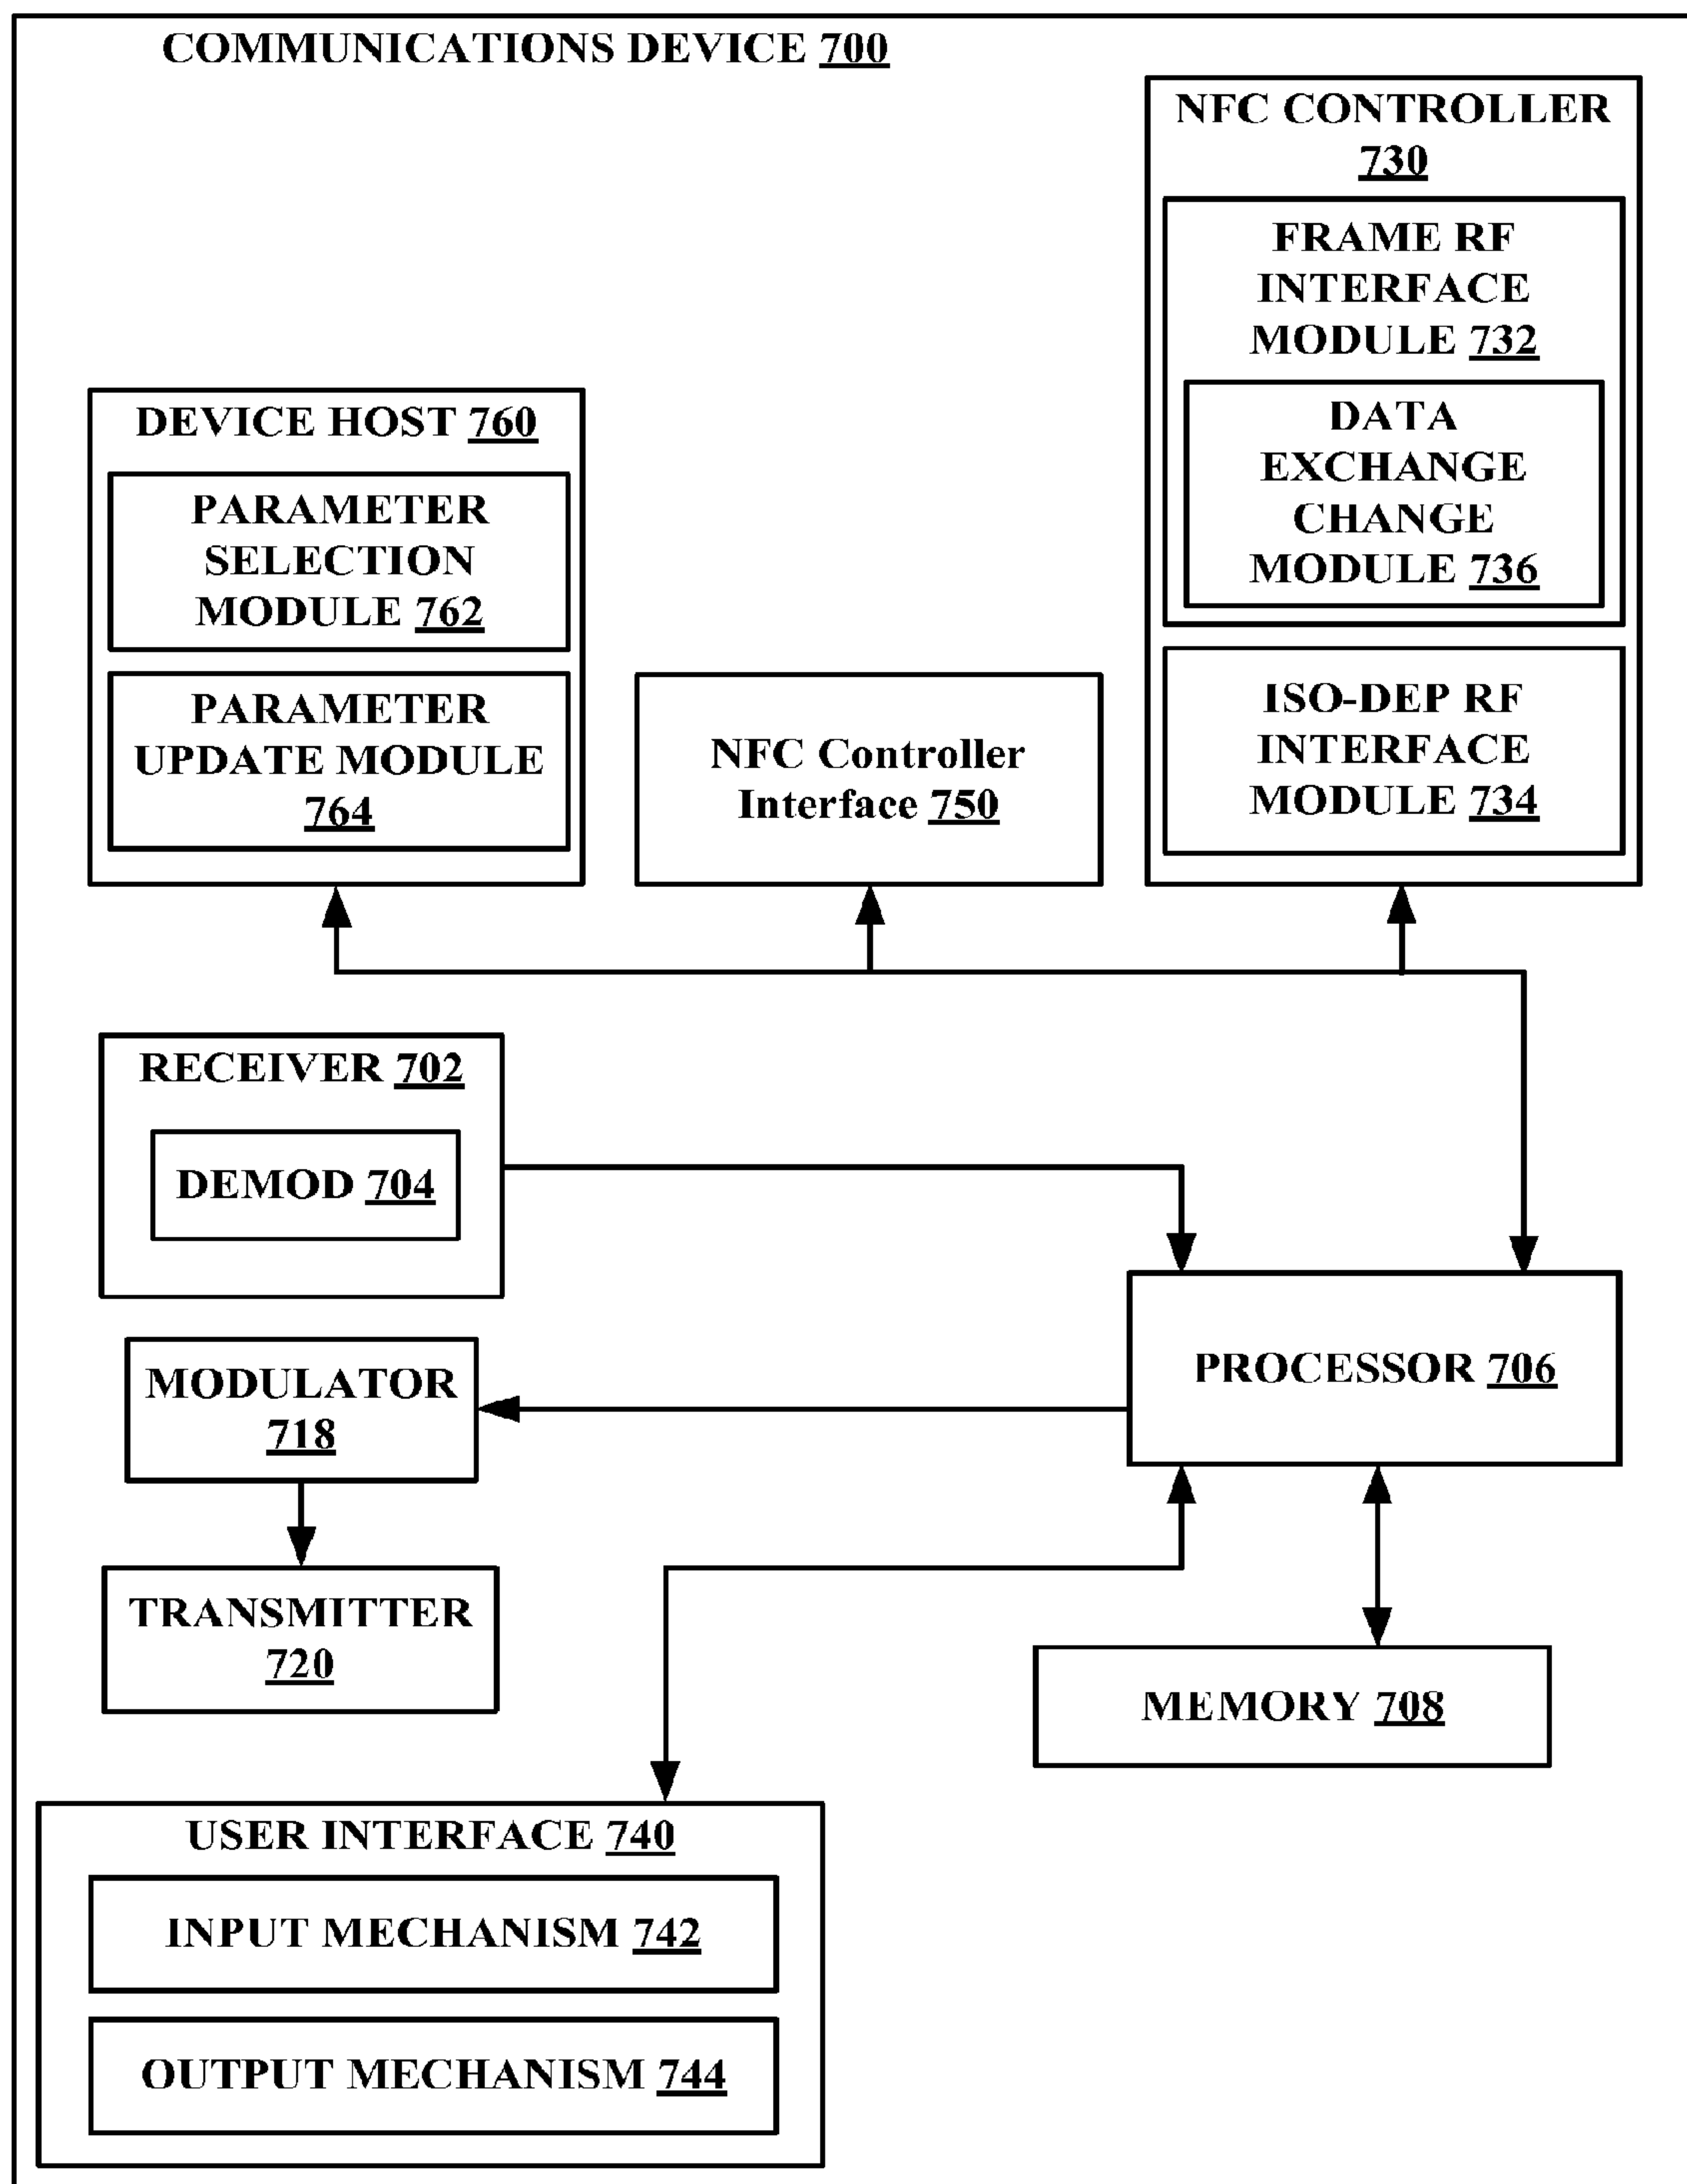 COMMUNICATIONS DEVICE 700
NFC CONTROLLER
730
FRAME RF
INTERFACE
MODULE 732
DATA
EXCHANGE
CHANGE
MODULE 736
ISO-DEP RF
INTERFACE
MODULE 734
DEVICE HOST 760
PARAMETER
SELECTION
MODULE 762
PARAMETER
UPDATE MODULE
764
NFC Controller
Interface 750
RECEIVER 702
DEMOD 704
PROCESSOR 706
MODULATOR
718
TRANSMITTER
720
MEMORY 708
USER INTERFACE 740
INPUT MECHANISM 742
OUTPUT MECHANISM 744